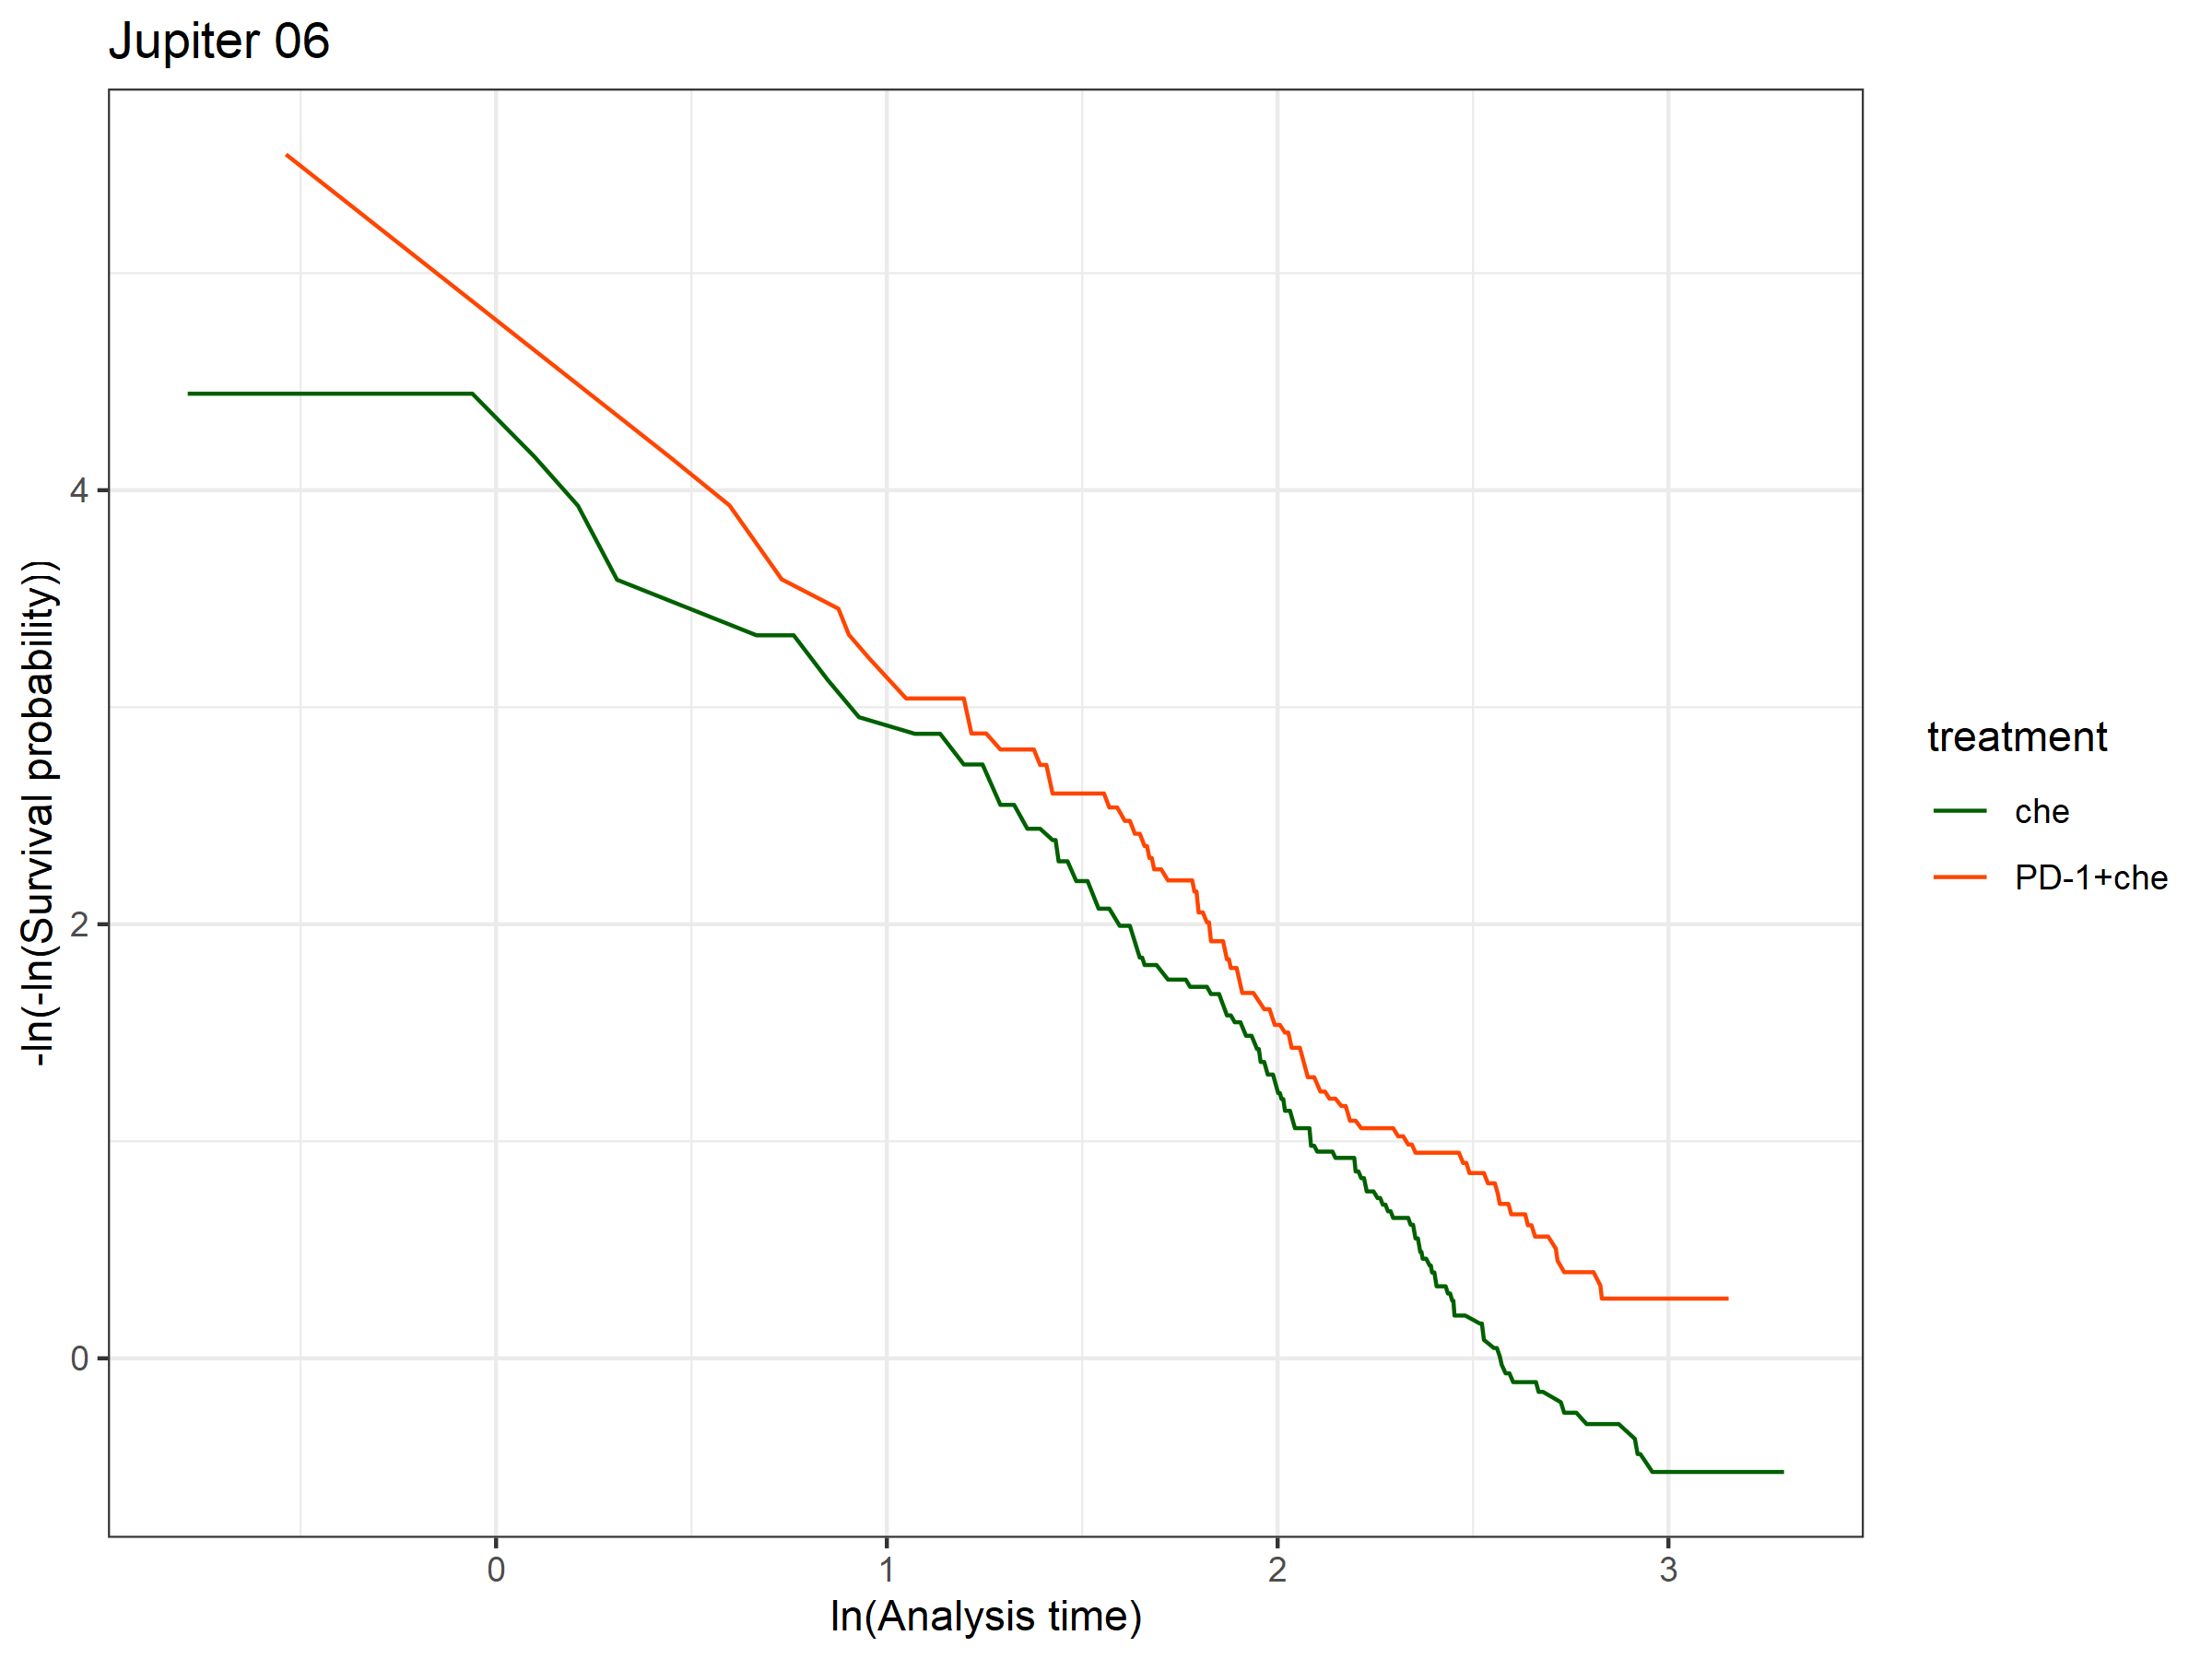 Jupiter 06
-ln(-ln(Survival probability))
4
2
0
0
1
2
3
ln(Analysis time)
treatment
che
PD-1+che